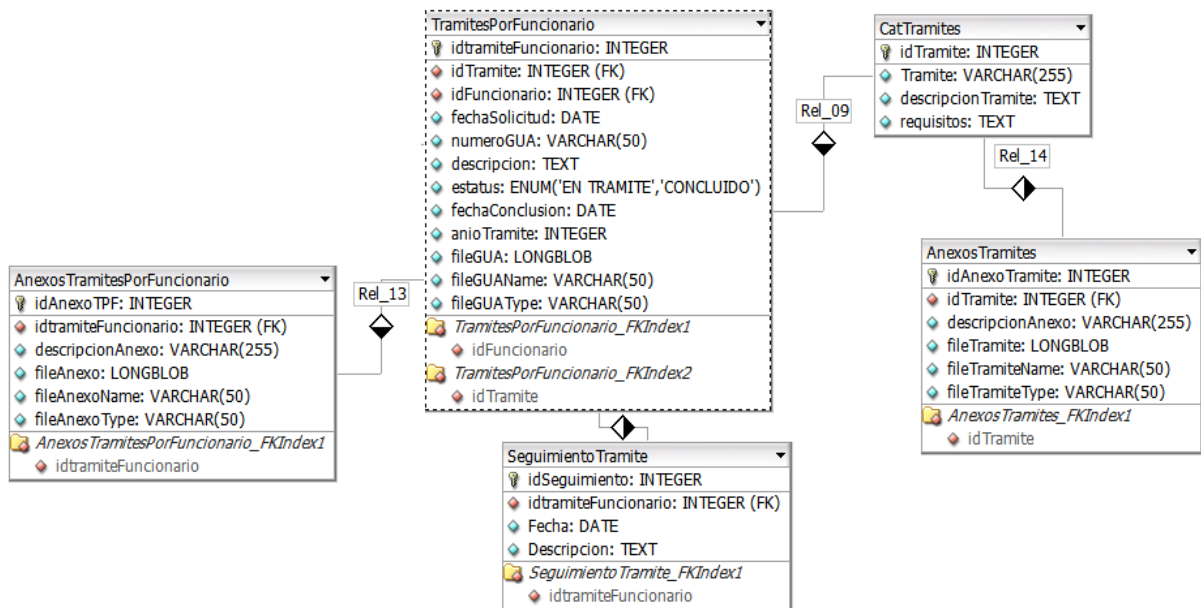 TramitesPorFuncionario
idtramiteFuncionario: INTEGER
idTramite: INTEGER (FK)
idFuncionario: INTEGER (FK)
fechaSolicitud: DATE
numeroGUA: VARCHAR(50)
descripcion: TEXT
estatus: ENUM('EN TRAMITE','CONCLUIDO')
fechaConclusion: DATE
anioTramite: INTEGER
fileGUA: LONGBLOB
fileGUAName: VARCHAR(50)
fileGUAType: VARCHAR(50)
TramitesPorFuncionario_FKIndex1
idFuncionario
TramitesPorFuncionario_FKIndex2
idTramite
CatTramites
idTramite: INTEGER
Tramite: VARCHAR(255)
descripcionTramite: TEXT
requisitos: TEXT
Rel_09
Rel_14
AnexosTramites
idAnexoTramite: INTEGER
idTramite: INTEGER (FK)
descripcionAnexo: VARCHAR(255)
fileTramite: LONGBLOB
fileTramiteName: VARCHAR(50)
fileTramiteType: VARCHAR(50)
AnexosTramites_FKIndex1
idTramite
AnexosTramitesPorFuncionario
idAnexoTPF: INTEGER
idtramiteFuncionario: INTEGER (FK)
descripcionAnexo: VARCHAR(255)
fileAnexo: LONGBLOB
fileAnexoName: VARCHAR(50)
fileAnexoType: VARCHAR(50)
AnexosTramitesPorFuncionario_FKIndex1
idtramiteFuncionario
Rel_13
SeguimientoTramite
idSeguimiento: INTEGER
idtramiteFuncionario: INTEGER (FK)
Fecha: DATE
Descripcion: TEXT
SeguimientoTramite_FKIndex1
idtramiteFuncionario